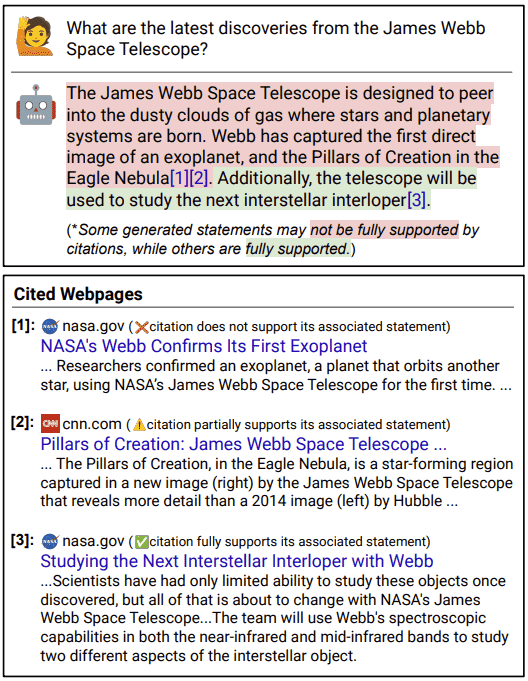 What are the latest discoveries from the James Webb
Space Telescope?
The James Webb Space Telescope is designed to peer
into the dusty clouds of gas where stars and planetary
systems are born. Webb has captured the first direct
image of an exoplanet, and the Pillars of Creation in the
Eagle Nebula[1][2]. Additionally, the telescope will be
used to study the next interstellar interloper[3].
(*Some generated statements may not be fully supported by
citations, while others are fully supported.)
Cited Webpages
[1]: NASA nasa.gov (❌citation does not support its associated statement)
NASA's Webb Confirms Its First Exoplanet
... Researchers confirmed an exoplanet, a planet that orbits another
star, using NASA's James Webb Space Telescope for the first time. ...
[2]: CNN cnn.com (⚠️citation partially supports its associated statement)
Pillars of Creation: James Webb Space Telescope ...
... The Pillars of Creation, in the Eagle Nebula, is a star-forming region
captured in a new image (right) by the James Webb Space Telescope
that reveals more detail than a 2014 image (left) by Hubble ...
[3]: NASA nasa.gov (✅citation fully supports its associated statement)
Studying the Next Interstellar Interloper with Webb
...Scientists have had only limited ability to study these objects once
discovered, but all of that is about to change with NASA's James
Webb Space Telescope...The team will use Webb's spectroscopic
capabilities in both the near-infrared and mid-infrared bands to study
two different aspects of the interstellar object.